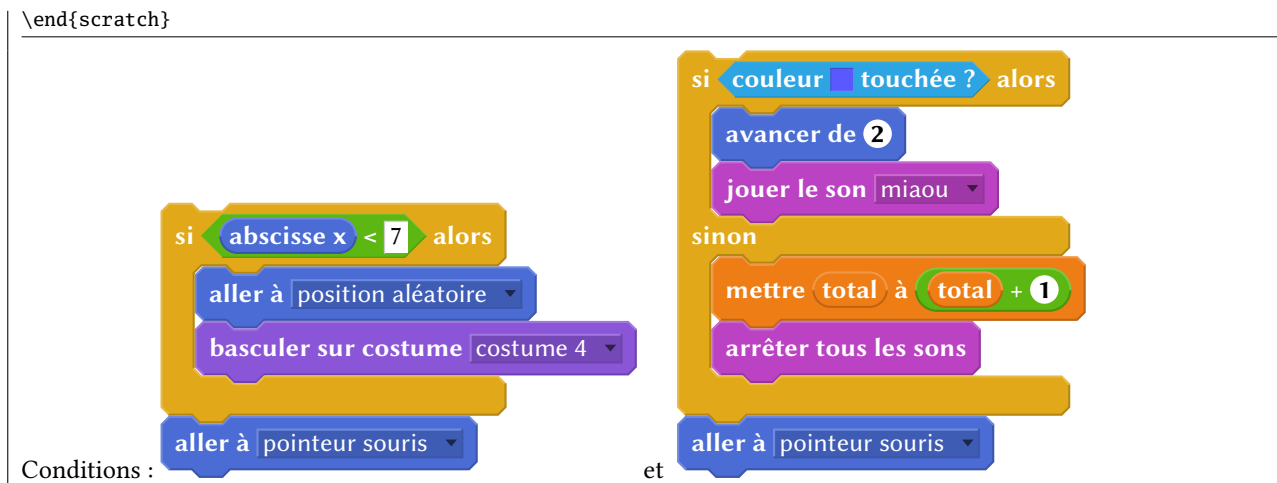 \end{scratch}
Conditions :
si abscisse x < 7 alors
aller à position aléatoire
basculer sur costume costume 4
aller à pointeur souris
et
si couleur touchée ? alors
avancer de 2
jouer le son miaou
sinon
mettre total à total + 1
arrêter tous les sons
aller à pointeur souris